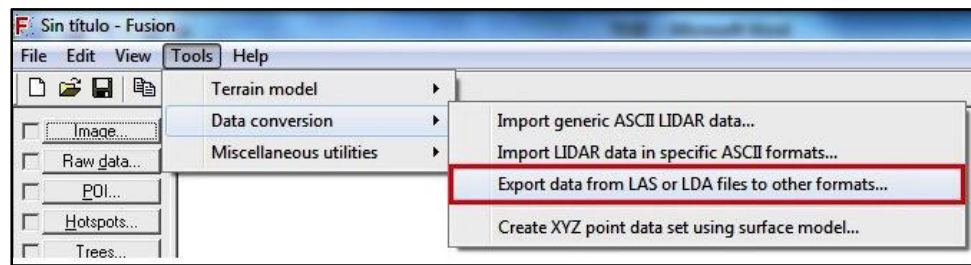 F Sin título - Fusion
File Edit View Tools Help
Terrain model
Data conversion
Miscellaneous utilities
Import generic ASCII LIDAR data...
Import LIDAR data in specific ASCII formats...
Export data from LAS or LDA files to other formats...
Create XYZ point data set using surface model...
Image...
Raw data...
POI...
Hotspots...
Trees...